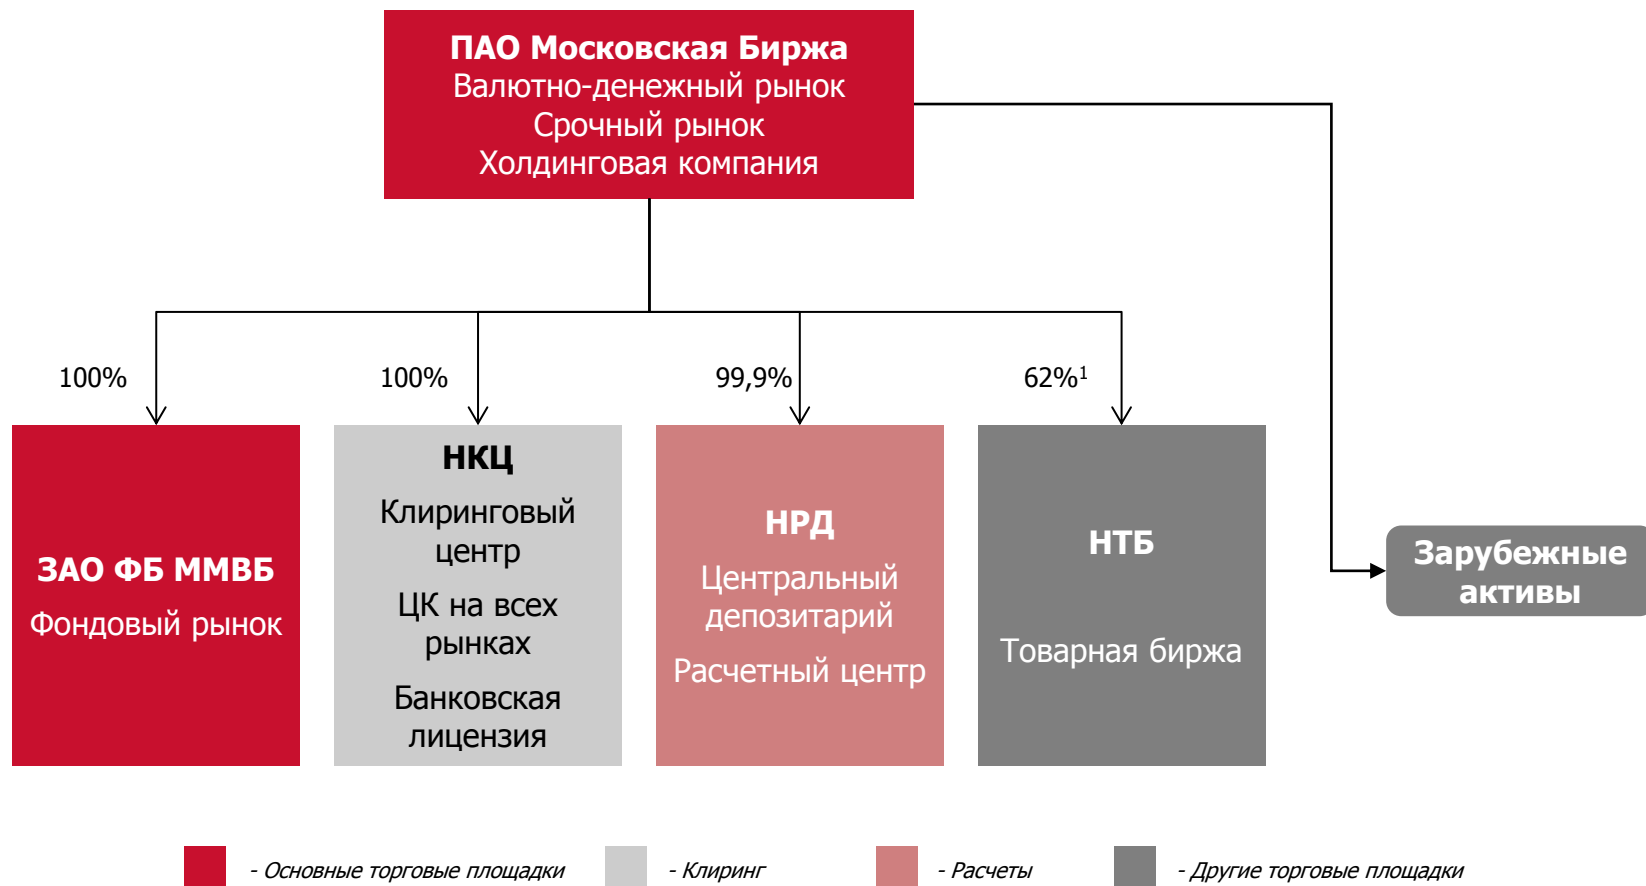 ПАО Московская Биржа
Валютно-денежный рынок
Срочный рынок
Холдинговая компания
100%
100%
99,9%
62%¹
ЗАО ФБ ММВБ
Фондовый рынок
НКЦ
Клиринговый
центр
ЦК на всех
рынках
Банковская
лицензия
НРД
Центральный
депозитарий
Расчетный центр
НТБ
Товарная биржа
Зарубежные
активы
- Основные торговые площадки
- Клиринг
- Расчеты
- Другие торговые площадки